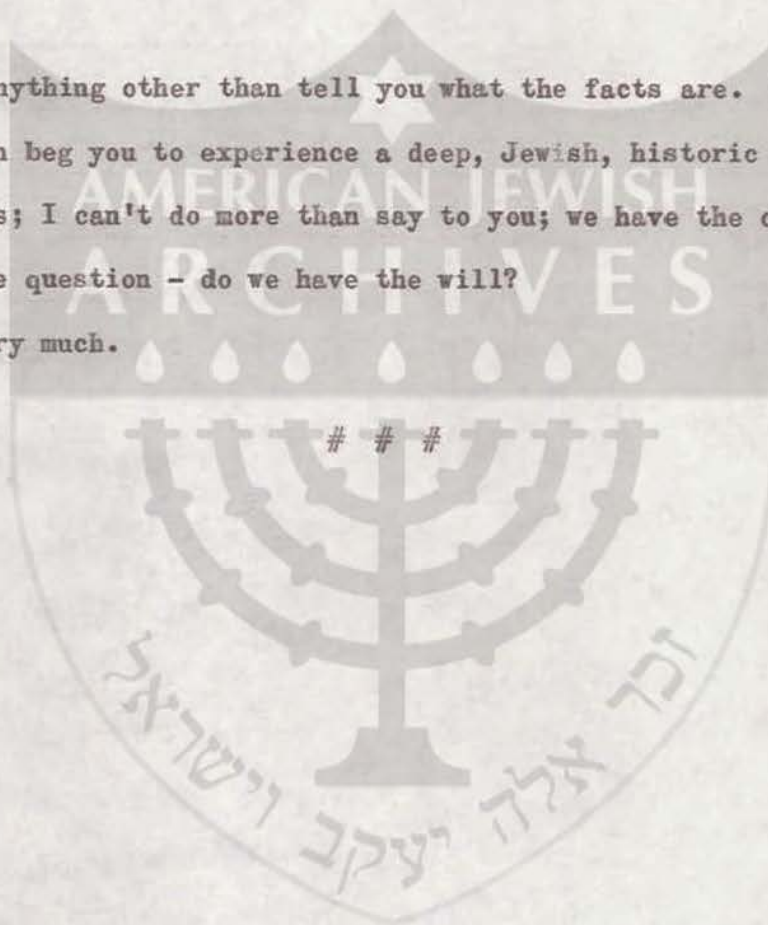 ything other than tell you what the facts are.
beg you to experience a deep, Jewish, historic
; I can't do more than say to you; we have the
question - do we have the will?
ry much.
# # #
AMERICAN JEWISH
ARCHIVES
זכר אלה יעקב וישראל